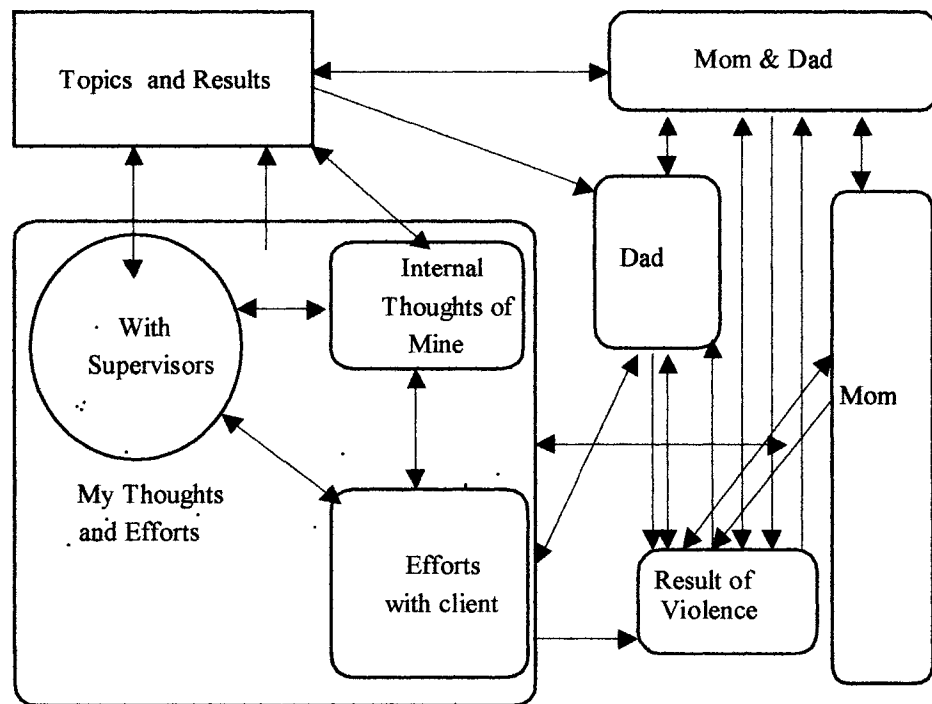 Topics and Results
Mom & Dad
Dad
Internal
Thoughts of
Mine
With
Supervisors
Mom
My Thoughts
and Efforts
Efforts
with client
Result of
Violence